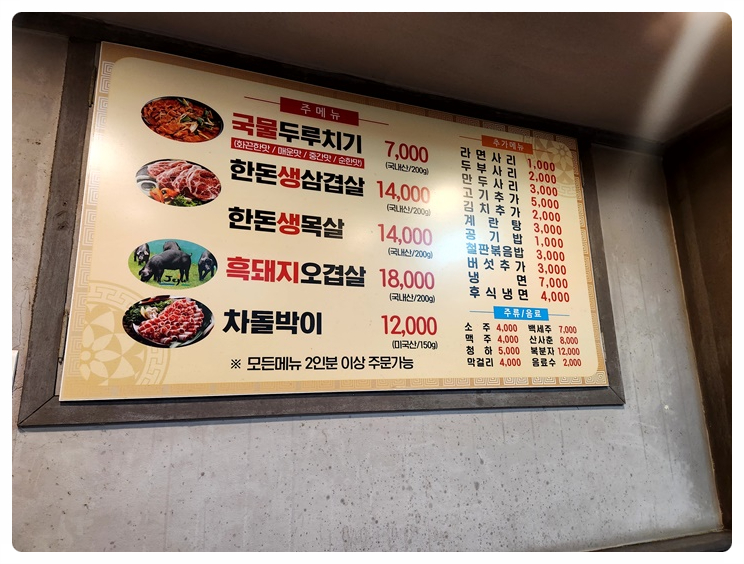 주메뉴
국물두루치기 7,000
(화끈한맛 / 매운맛 / 중간맛 / 순한맛) (국내산/200g)
한돈생삼겹살 14,000
(국내산/200g)
한돈생목살 14,000
(국내산/200g)
흑돼지오겹살 18,000
(국내산/200g)
차돌박이 12,000
(미국산/150g)
※ 모든메뉴 2인분 이상 주문가능
추가메뉴
라면사리 1,000
두부사리 2,000
만두사리 3,000
고기추가 5,000
김치추가 2,000
계란탕 3,000
공기밥 1,000
철판볶음밥 3,000
버섯추가 3,000
냉면 7,000
후식냉면 4,000
주류/음료
소주 4,000 백세주 7,000
맥주 4,000 산사춘 8,000
청하 5,000 복분자 12,000
막걸리 4,000 음료수 2,000